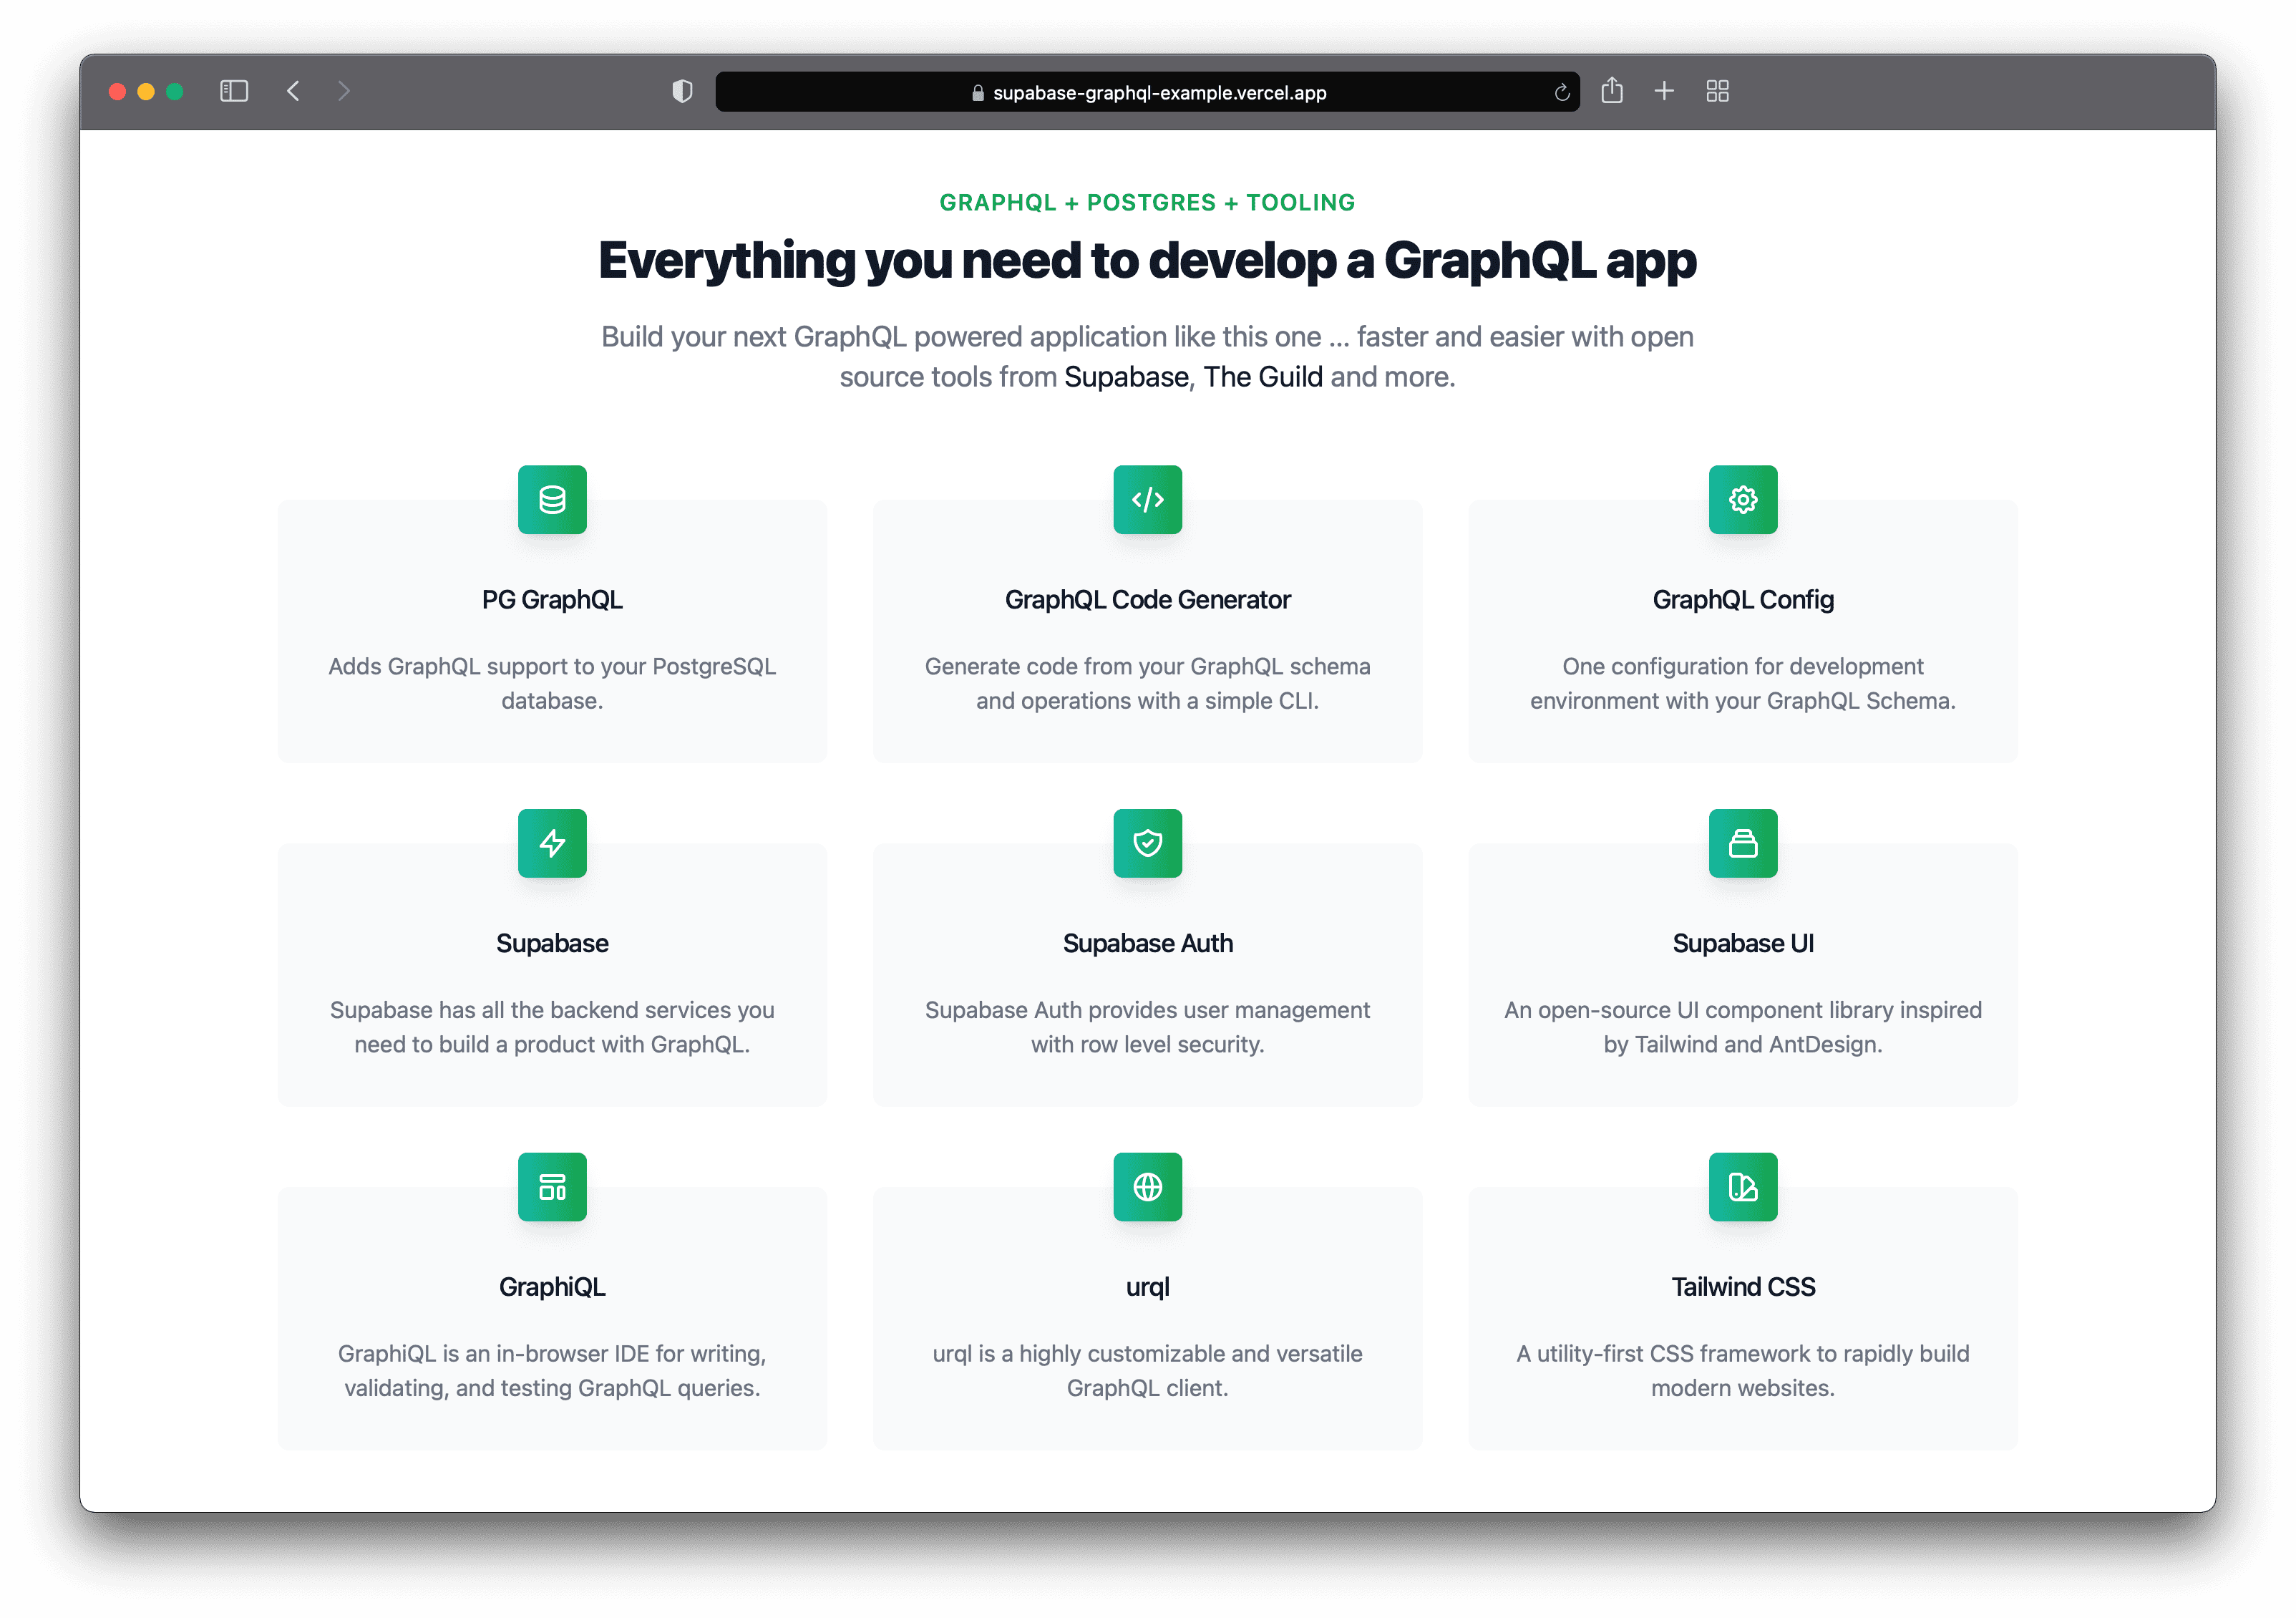 supabase-graphql-example.vercel.app
GRAPHQL + POSTGRES + TOOLING
Everything you need to develop a GraphQL app
Build your next GraphQL powered application like this one ... faster and easier with open
source tools from Supabase, The Guild and more.
PG GraphQL
Adds GraphQL support to your PostgreSQL
database.
GraphQL Code Generator
Generate code from your GraphQL schema
and operations with a simple CLI.
GraphQL Config
One configuration for development
environment with your GraphQL Schema.
Supabase
Supabase has all the backend services you
need to build a product with GraphQL.
Supabase Auth
Supabase Auth provides user management
with row level security.
Supabase UI
An open-source UI component library inspired
by Tailwind and AntDesign.
GraphiQL
GraphiQL is an in-browser IDE for writing,
validating, and testing GraphQL queries.
urql
urql is a highly customizable and versatile
GraphQL client.
Tailwind CSS
A utility-first CSS framework to rapidly build
modern websites.